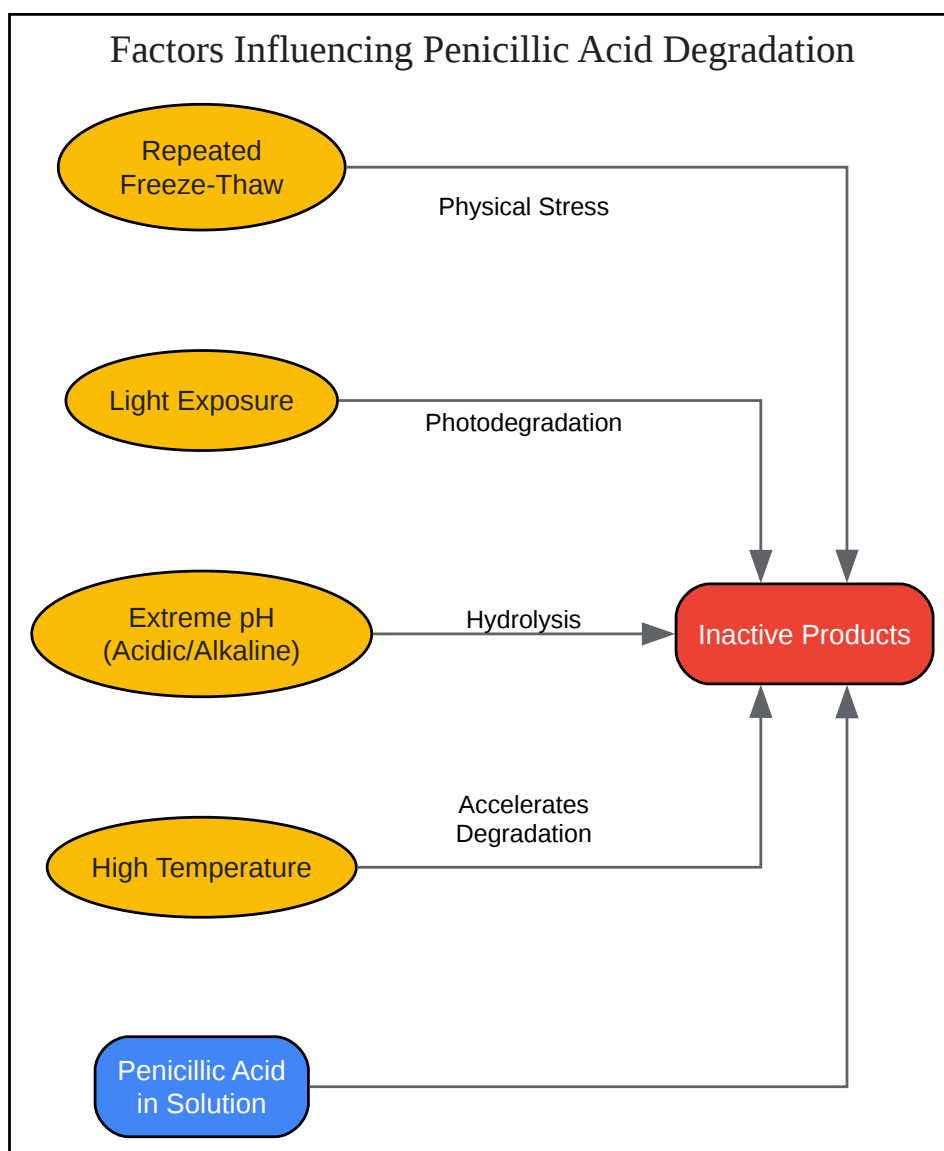 Factors Influencing Penicillic Acid Degradation
Repeated
Freeze-Thaw
Physical Stress
Light Exposure
Photodegradation
Extreme pH
(Acidic/Alkaline)
Hydrolysis
Inactive Products
Accelerates
Degradation
High Temperature
Penicillic Acid
in Solution